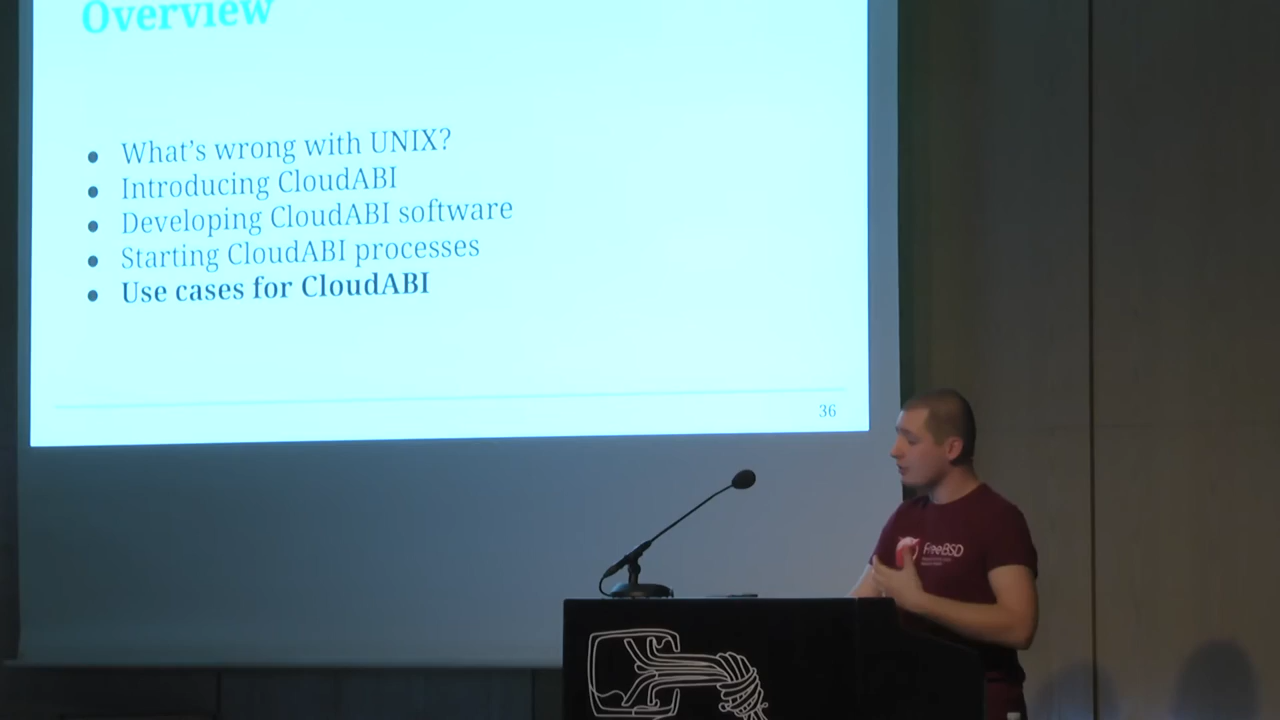 Overview
• What's wrong with UNIX?
• Introducing CloudABI
• Developing CloudABI software
• Starting CloudABI processes
• Use cases for CloudABI
36
FreeBSD